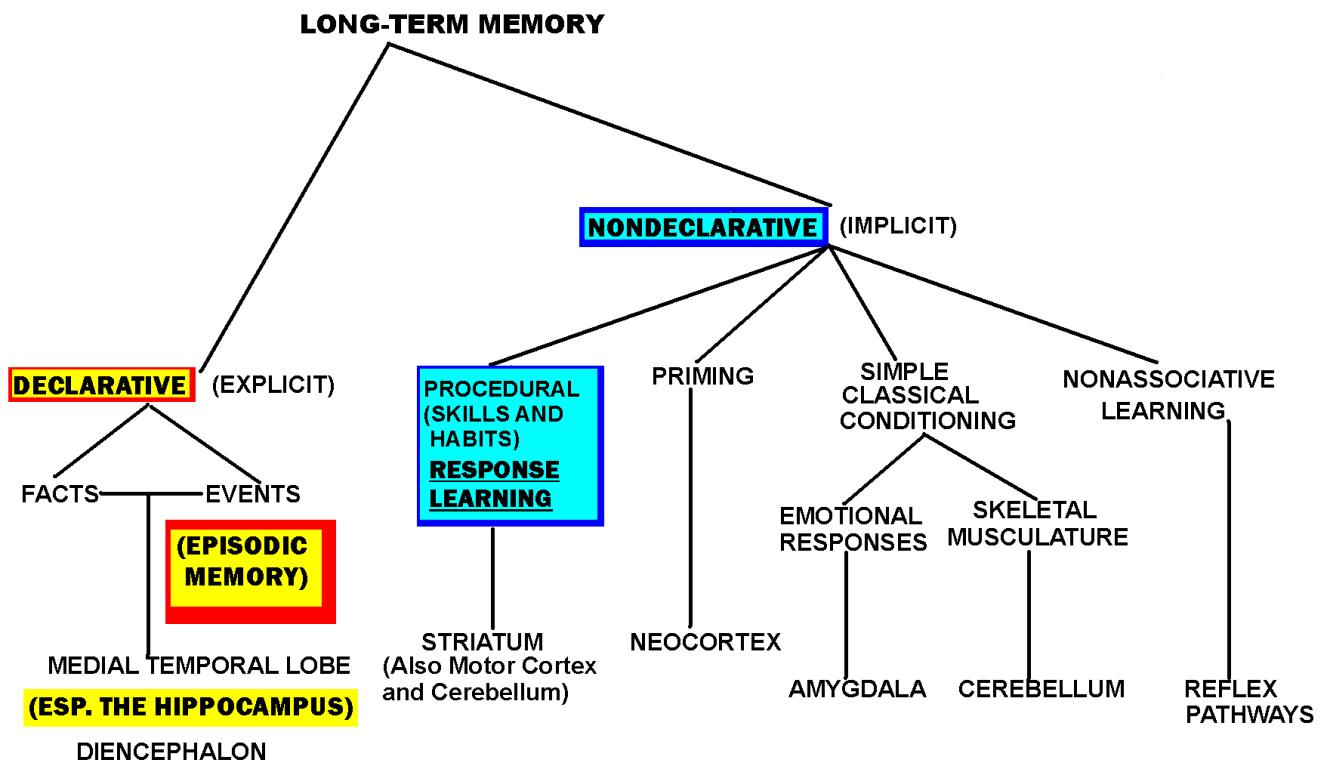 LONG-TERM MEMORY
NONDECLARATIVE (IMPLICIT)
DECLARATIVE (EXPLICIT)
PROCEDURAL
(SKILLS AND
HABITS)
RESPONSE
LEARNING
PRIMING
SIMPLE
CLASSICAL
CONDITIONING
NONASSOCIATIVE
LEARNING
FACTS
EVENTS
(EPISODIC
MEMORY)
EMOTIONAL
RESPONSES
SKELETAL
MUSCULATURE
MEDIAL TEMPORAL LOBE
(ESP. THE HIPPOCAMPUS)
DIENCEPHALON
STRIATUM
(Also Motor Cortex
and Cerebellum)
NEOCORTEX
AMYGDALA
CEREBELLUM
REFLEX
PATHWAYS